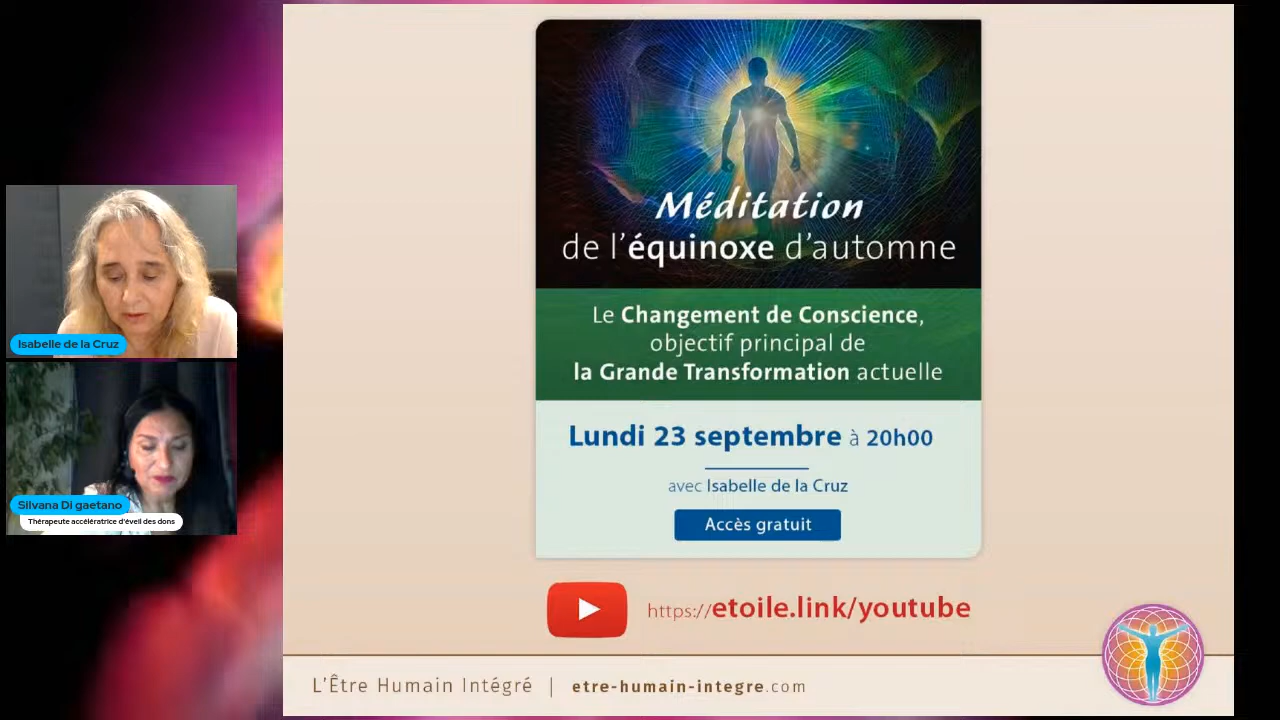 Isabelle de la Cruz
Silvana Di gaetano
Thérapeute accélératrice d'éveil des dons
Méditation
de l'équinoxe d'automne
Le Changement de Conscience,
objectif principal de
la Grande Transformation actuelle
Lundi 23 septembre à 20h00
avec Isabelle de la Cruz
Accès gratuit
https://etoile.link/youtube
L'Être Humain Intégré | etre-humain-integre.com